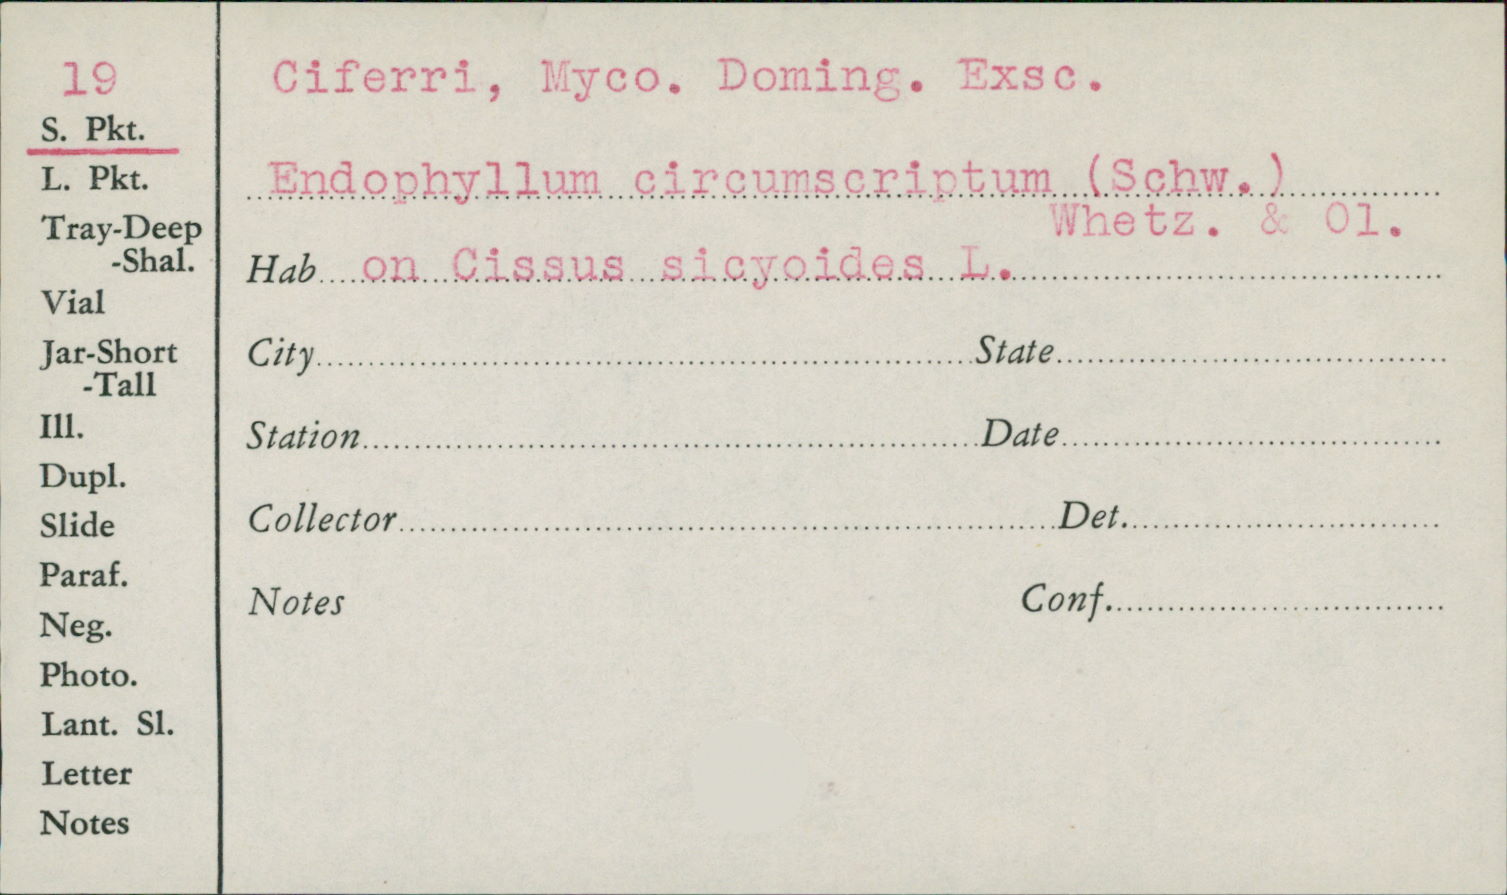 19
S. Pkt.
L. Pkt.
Tray-Deep
-Shal.
Vial
Jar-Short
-Tall
Ill.
Dupl.
Slide
Paraf.
Neg.
Photo.
Lant. Sl.
Letter
Notes
Ciferri, Myco. Doming. Exsc.
Endophyllum circumscriptum (Schw.)
Whetz. & Ol.
Hab on Cissus sicyoides L.
City State
Station Date
Collector Det.
Notes Conf.